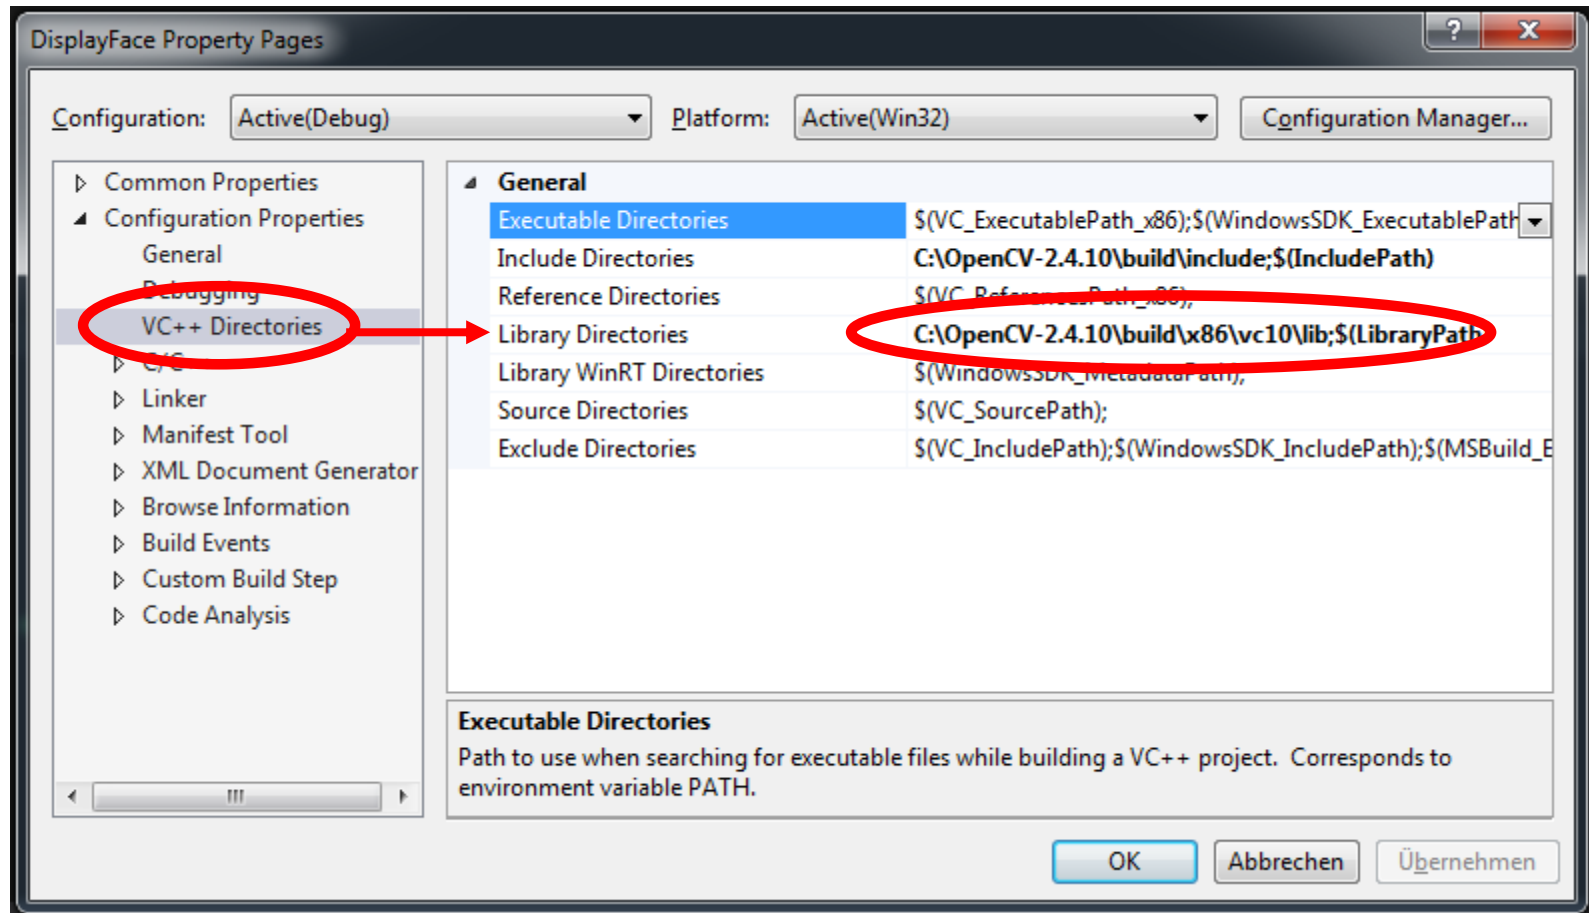 DisplayFace Property Pages
?
Configuration: Active(Debug) Platform: Active(Win32) Configuration Manager...
Common Properties
Configuration Properties
General
Debugging
VC++ Directories
Linker
Manifest Tool
XML Document Generator
Browse Information
Build Events
Custom Build Step
Code Analysis
General
Executable Directories $(VC_ExecutablePath_x86);$(WindowsSDK_ExecutablePath
Include Directories C:\OpenCV-2.4.10\build\include;$(IncludePath)
Reference Directories $(VC_ReferencesPath_x86);
Library Directories C:\OpenCV-2.4.10\build\x86\vc10\lib;$(LibraryPath
Library WinRT Directories $(WindowsSDK_MetadataPath);
Source Directories $(VC_SourcePath);
Exclude Directories $(VC_IncludePath);$(WindowsSDK_IncludePath);$(MSBuild_E
Executable Directories
Path to use when searching for executable files while building a VC++ project.  Corresponds to
environment variable PATH.
OK Abbrechen Übernehmen